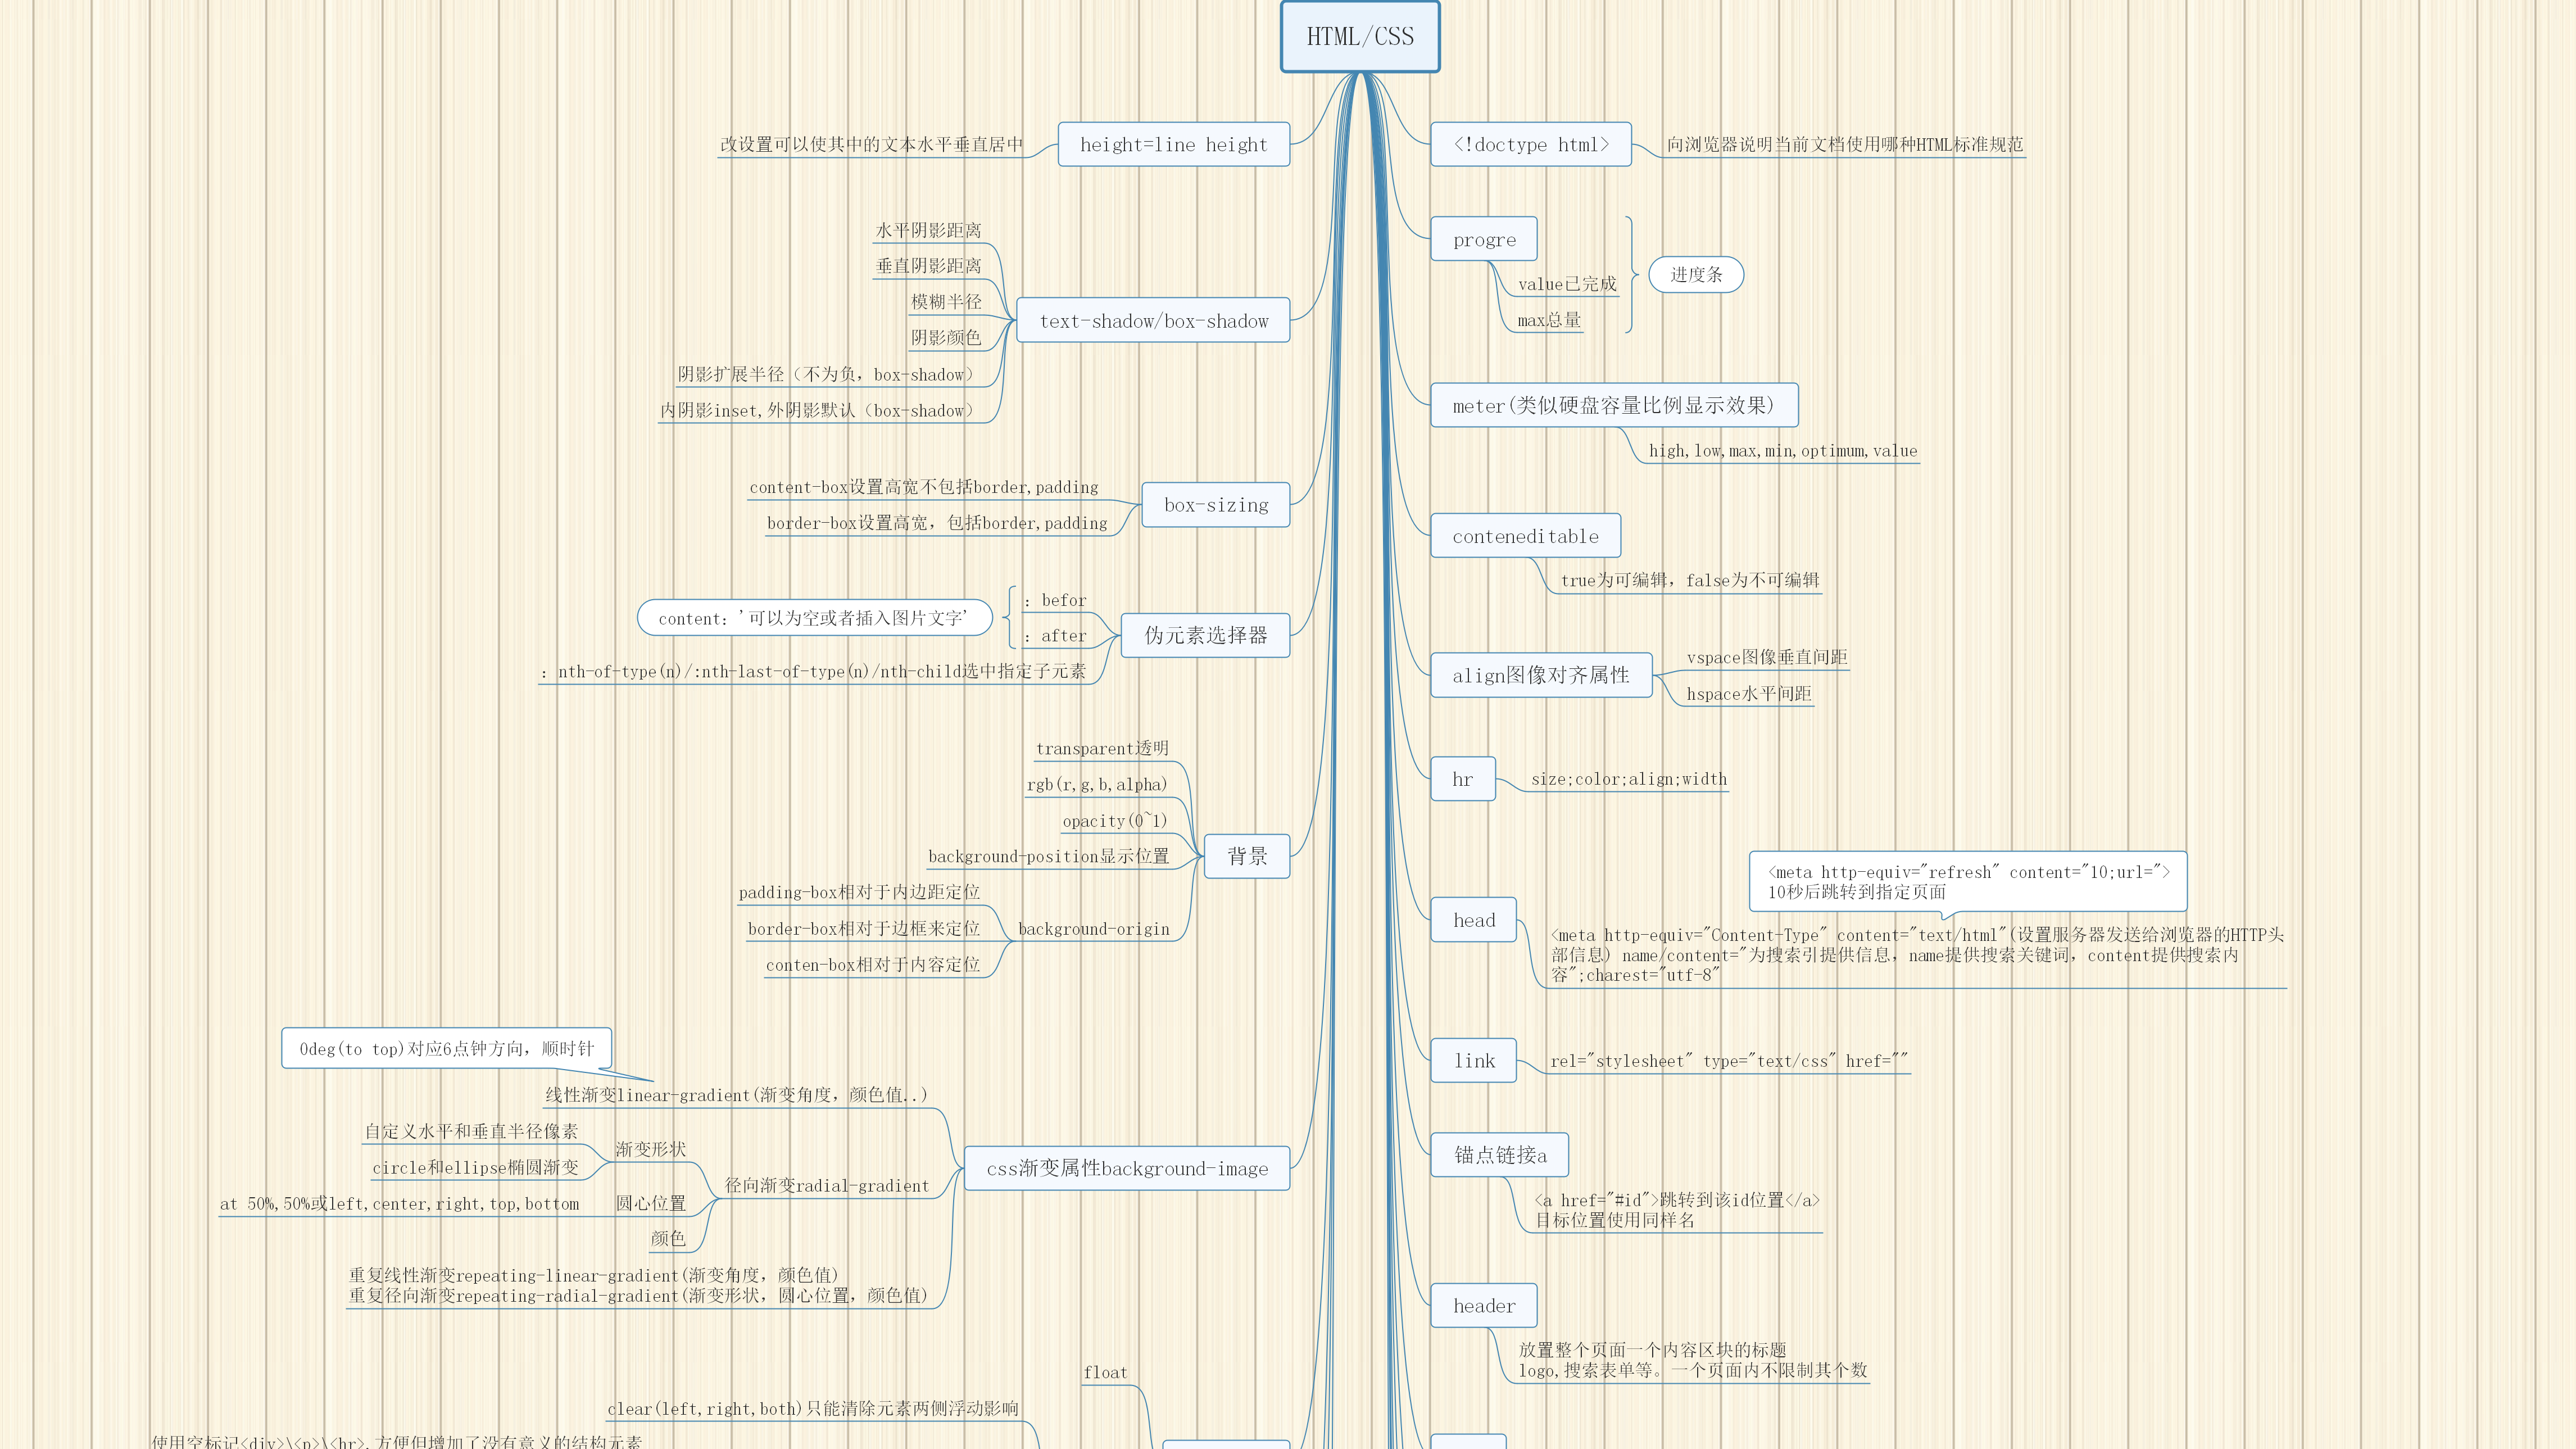 HTML/CSS
height=line height
改设置可以使其中的文本水平垂直居中
text-shadow/box-shadow
水平阴影距离
垂直阴影距离
模糊半径
阴影颜色
阴影扩展半径（不为负，box-shadow）
内阴影inset,外阴影默认（box-shadow）
box-sizing
content-box设置高宽不包括border,padding
border-box设置高宽，包括border,padding
伪元素选择器
：befor
：after
content：'可以为空或者插入图片文字'
：nth-of-type(n)/:nth-last-of-type(n)/nth-child选中指定子元素
背景
transparent透明
rgb(r,g,b,alpha)
opacity(0~1)
background-position显示位置
background-origin
padding-box相对于内边距定位
border-box相对于边框来定位
conten-box相对于内容定位
css渐变属性background-image
0deg(to top)对应6点钟方向，顺时针
线性渐变linear-gradient(渐变角度，颜色值..)
径向渐变radial-gradient
渐变形状
自定义水平和垂直半径像素
circle和ellipse椭圆渐变
圆心位置
at 50%,50%或left,center,right,top,bottom
颜色
重复线性渐变repeating-linear-gradient(渐变角度，颜色值)
重复径向渐变repeating-radial-gradient(渐变形状，圆心位置，颜色值)
float
clear(left,right,both)只能清除元素两侧浮动影响
使用空标记<div>\<p>\<hr>,方便但增加了没有意义的结构元素
<!doctype html>
向浏览器说明当前文档使用哪种HTML标准规范
progre
value已完成
max总量
进度条
meter(类似硬盘容量比例显示效果)
high,low,max,min,optimum,value
conteneditable
true为可编辑，false为不可编辑
align图像对齐属性
vspace图像垂直间距
hspace水平间距
hr
size;color;align;width
head
<meta http-equiv="refresh" content="10;url=">
10秒后跳转到指定页面
<meta http-equiv="Content-Type" content="text/html"(设置服务器发送给浏览器的HTTP头
部信息) name/content="为搜索引提供信息，name提供搜索关键词，content提供搜索内
容";charest="utf-8"
link
rel="stylesheet" type="text/css" href=""
锚点链接a
<a href="#id">跳转到该id位置</a>
目标位置使用同样名
header
放置整个页面一个内容区块的标题
logo,搜索表单等。一个页面内不限制其个数